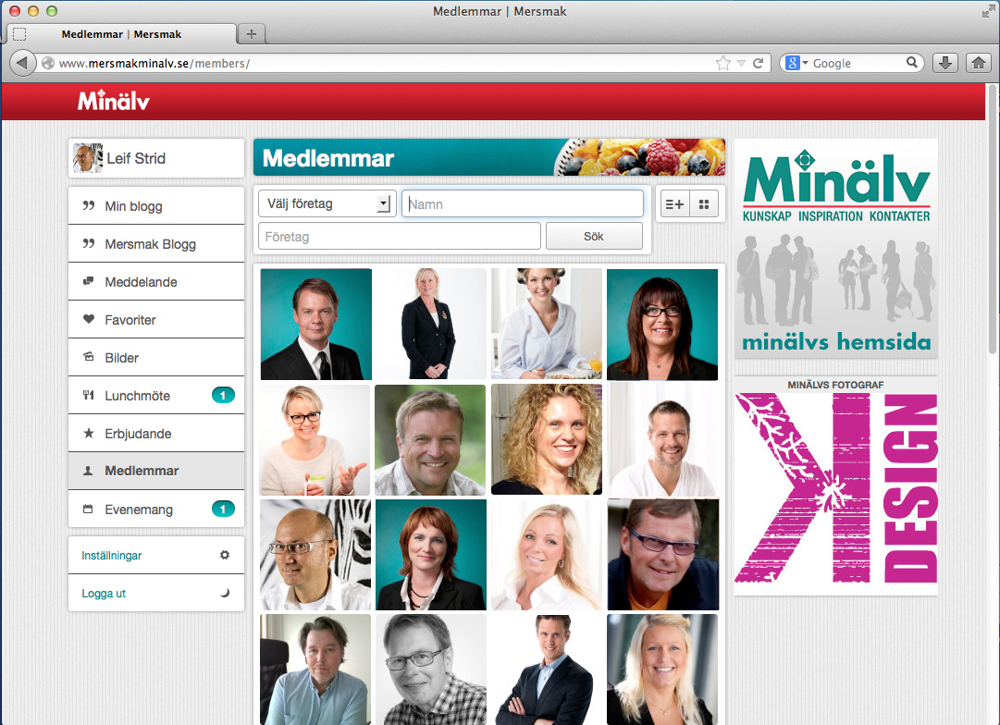 Medlemmar | Mersmak
Medlemmar | Mersmak
www.mersmakminalv.se/members/
Google
Minälv
Leif Strid
Min blogg
Mersmak Blogg
Meddelande
Favoriter
Bilder
Lunchmöte 1
Erbjudande
Medlemmar
Evenemang 1
Inställningar
Logga ut
Medlemmar
Välj företag
Namn
Företag
Sök
Minälv
KUNSKAP INSPIRATION KONTAKTER
minälvs hemsida
MINÄLVS FOTOGRAF
K DESIGN